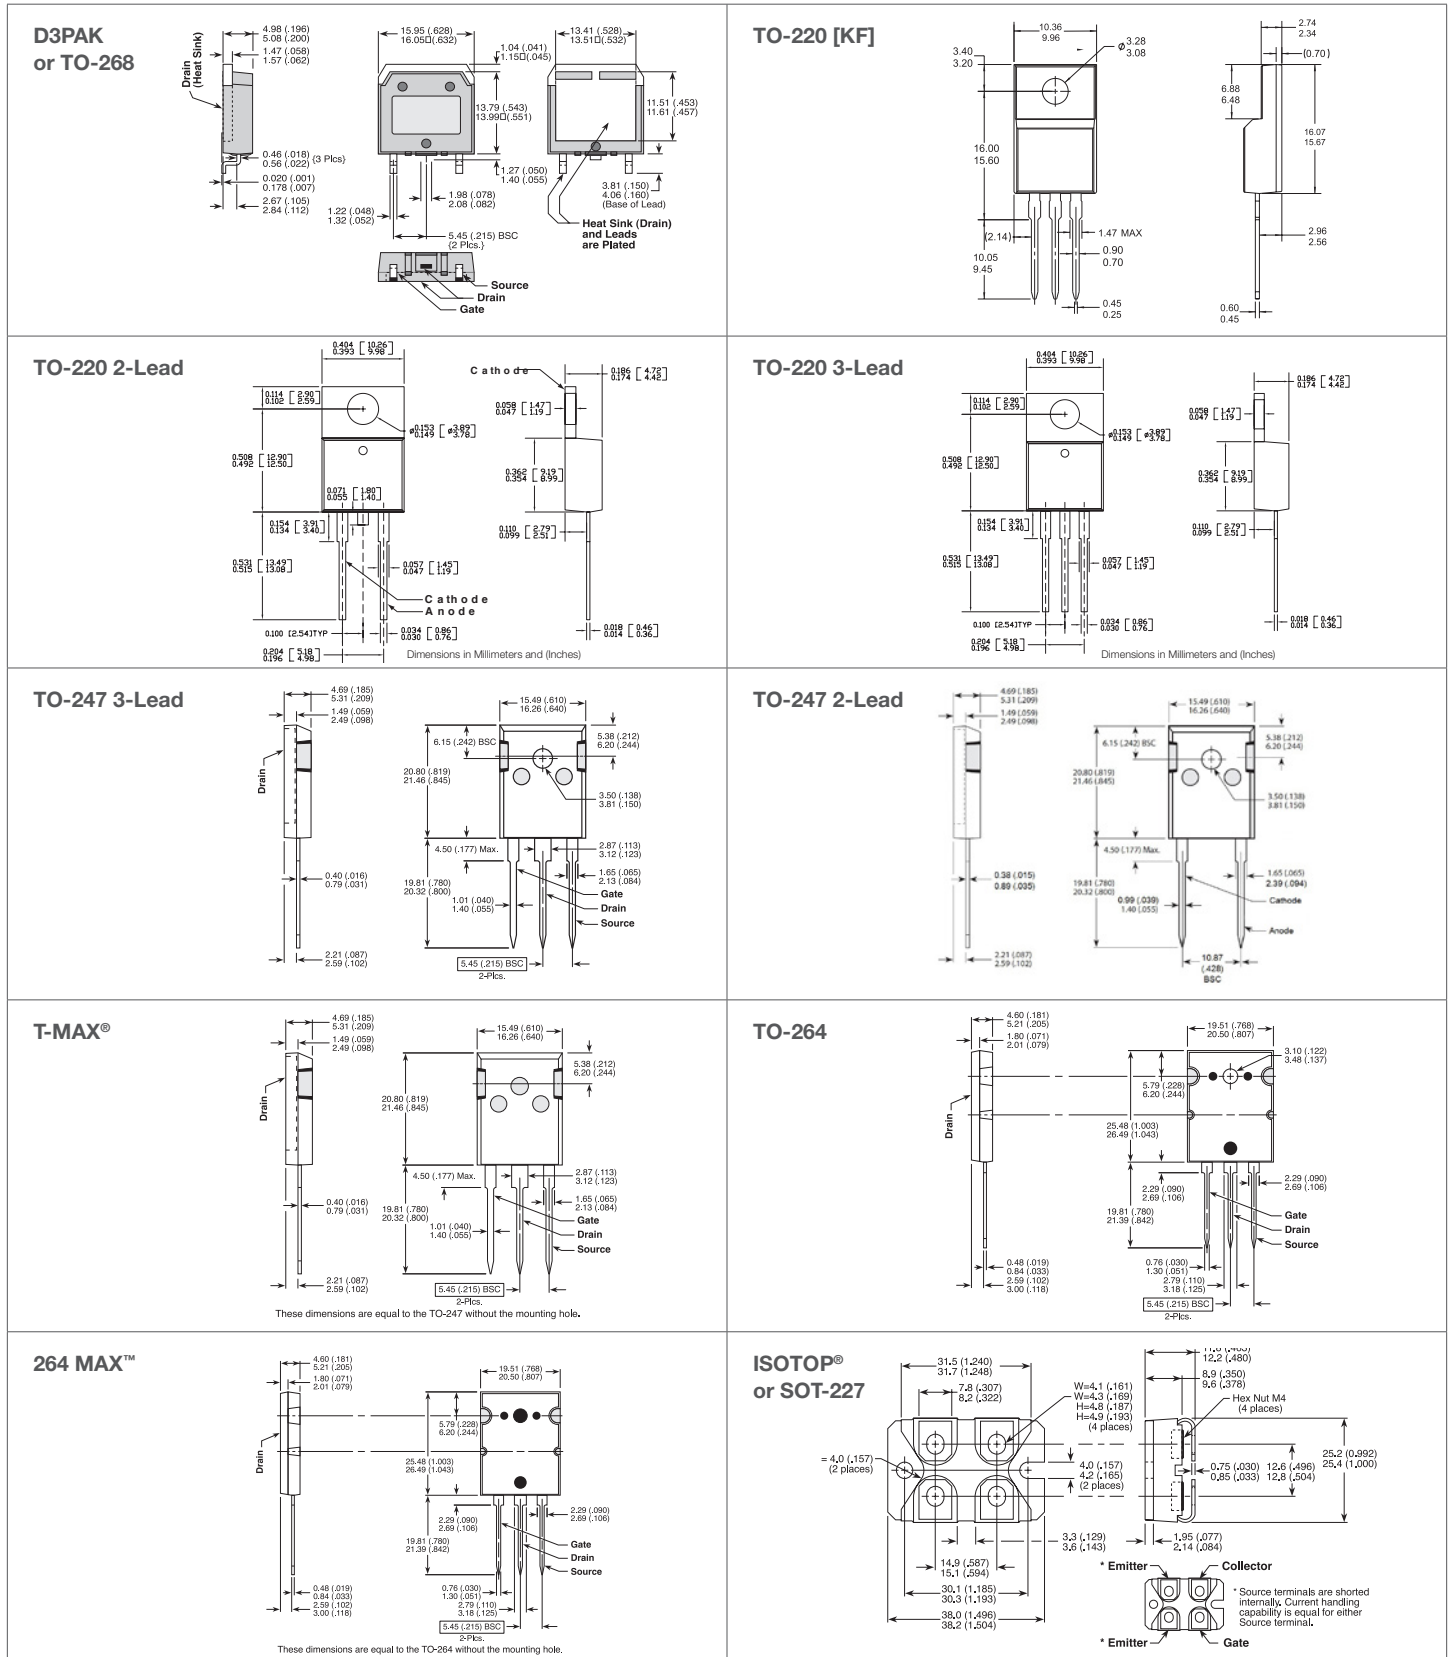 D3PAK
or TO-268
4.98 (.196)
5.08 (.200)
1.47 (.058)
1.57 (.062)
Drain
(Heat Sink)
15.95 (.628)
16.05▯(.632)
1.04 (.041)
1.15▯(.045)
13.41 (.528)
13.51▯(.532)
13.79 (.543)
13.99▯(.551)
11.51 (.453)
11.61 (.457)
0.46 (.018)
0.56 (.022)
{3 Plcs}
0.020 (.001)
0.178 (.007)
2.67 (.105)
2.84 (.112)
1.27 (.050)
1.40 (.055)
1.98 (.078)
2.08 (.082)
1.22 (.048)
1.32 (.052)
3.81 (.150)
4.06 (.160)
(Base of Lead)
5.45 (.215) BSC
{2 Plcs.}
Heat Sink (Drain)
and Leads
are Plated
Source
Drain
Gate
TO-220 [KF]
10.36
9.96
3.40
3.20
ø 3.28
3.08
2.74
2.34
(0.70)
6.88
6.48
16.00
15.60
16.07
15.67
(2.14)
1.47 MAX
0.90
0.70
10.05
9.45
2.96
2.56
0.45
0.25
0.60
0.45
TO-220 2-Lead
0.404 [ 10.26 ]
0.393 [ 9.98 ]
Cathode
0.186 [ 4.72 ]
0.174 [ 4.42 ]
0.114 [ 2.90 ]
0.102 [ 2.59 ]
0.058 [ 1.47 ]
0.047 [ 1.19 ]
ø0.153 [ ø3.89 ]
0.149 [ 3.78 ]
0.508 [ 12.90 ]
0.492 [ 12.50 ]
0.362 [ 9.19 ]
0.354 [ 8.99 ]
0.071 [ 1.80 ]
0.055 [ 1.40 ]
0.154 [ 3.91 ]
0.134 [ 3.40 ]
0.110 [ 2.79 ]
0.099 [ 2.51 ]
0.531 [ 13.49 ]
0.515 [ 13.08 ]
0.057 [ 1.45 ]
0.047 [ 1.19 ]
Cathode
Anode
0.100 [2.54]TYP
0.034 [ 0.86 ]
0.030 [ 0.76 ]
0.018 [ 0.46 ]
0.014 [ 0.36 ]
0.204 [ 5.18 ]
0.196 [ 4.98 ]
Dimensions in Millimeters and (Inches)
TO-220 3-Lead
0.404 [ 10.26 ]
0.393 [ 9.98 ]
0.186 [ 4.72 ]
0.174 [ 4.42 ]
0.114 [ 2.90 ]
0.102 [ 2.59 ]
0.058 [ 1.47 ]
0.047 [ 1.19 ]
ø0.153 [ ø3.89 ]
0.149 [ 3.78 ]
0.508 [ 12.90 ]
0.492 [ 12.50 ]
0.362 [ 9.19 ]
0.354 [ 8.99 ]
0.154 [ 3.91 ]
0.134 [ 3.40 ]
0.110 [ 2.79 ]
0.099 [ 2.51 ]
0.531 [ 13.49 ]
0.515 [ 13.08 ]
0.057 [ 1.45 ]
0.047 [ 1.19 ]
0.100 [2.54]TYP
0.034 [ 0.86 ]
0.030 [ 0.76 ]
0.018 [ 0.46 ]
0.014 [ 0.36 ]
0.204 [ 5.18 ]
0.196 [ 4.98 ]
Dimensions in Millimeters and (Inches)
TO-247 3-Lead
4.69 (.185)
5.31 (.209)
1.49 (.059)
2.49 (.098)
15.49 (.610)
16.26 (.640)
6.15 (.242) BSC
5.38 (.212)
6.20 (.244)
Drain
20.80 (.819)
21.46 (.845)
3.50 (.138)
3.81 (.150)
4.50 (.177) Max.
2.87 (.113)
3.12 (.123)
0.40 (.016)
0.79 (.031)
19.81 (.780)
20.32 (.800)
1.65 (.065)
2.13 (.084)
1.01 (.040)
1.40 (.055)
Gate
Drain
Source
2.21 (.087)
2.59 (.102)
5.45 (.215) BSC
2-Plcs.
TO-247 2-Lead
4.69 (.185)
5.31 (.209)
1.49 (.059)
2.49 (.098)
15.49 (.610)
16.26 (.640)
6.15 (.242) BSC
5.38 (.212)
6.20 (.244)
20.80 (.819)
21.46 (.845)
3.50 (.138)
3.81 (.150)
4.50 (.177) Max.
0.38 (.015)
0.89 (.035)
19.81 (.780)
20.32 (.800)
1.65 (.065)
2.39 (.094)
0.99 (.039)
1.40 (.055)
Cathode
Anode
2.21 (.087)
2.59 (.102)
10.87
(.428)
BSC
T-MAX®
4.69 (.185)
5.31 (.209)
1.49 (.059)
2.49 (.098)
15.49 (.610)
16.26 (.640)
5.38 (.212)
6.20 (.244)
Drain
20.80 (.819)
21.46 (.845)
4.50 (.177) Max.
2.87 (.113)
3.12 (.123)
0.40 (.016)
0.79 (.031)
19.81 (.780)
20.32 (.800)
1.65 (.065)
2.13 (.084)
1.01 (.040)
1.40 (.055)
Gate
Drain
Source
2.21 (.087)
2.59 (.102)
5.45 (.215) BSC
2-Plcs.
These dimensions are equal to the TO-247 without the mounting hole.
TO-264
4.60 (.181)
5.21 (.205)
1.80 (.071)
2.01 (.079)
19.51 (.768)
20.50 (.807)
3.10 (.122)
3.48 (.137)
5.79 (.228)
6.20 (.244)
Drain
25.48 (1.003)
26.49 (1.043)
2.29 (.090)
2.69 (.106)
2.29 (.090)
2.69 (.106)
19.81 (.780)
21.39 (.842)
Gate
Drain
Source
0.48 (.019)
0.84 (.033)
2.59 (.102)
3.00 (.118)
0.76 (.030)
1.30 (.051)
2.79 (.110)
3.18 (.125)
5.45 (.215) BSC
2-Plcs.
264 MAX™
4.60 (.181)
5.21 (.205)
1.80 (.071)
2.01 (.079)
19.51 (.768)
20.50 (.807)
5.79 (.228)
6.20 (.244)
Drain
25.48 (1.003)
26.49 (1.043)
2.29 (.090)
2.69 (.106)
2.29 (.090)
2.69 (.106)
19.81 (.780)
21.39 (.842)
Gate
Drain
Source
0.48 (.019)
0.84 (.033)
2.59 (.102)
3.00 (.118)
0.76 (.030)
1.30 (.051)
2.79 (.110)
3.18 (.125)
5.45 (.215) BSC
2-Plcs.
These dimensions are equal to the TO-264 without the mounting hole.
ISOTOP®
or SOT-227
31.5 (1.240)
31.7 (1.248)
7.8 (.307)
8.2 (.322)
W=4.1 (.161)
W=4.3 (.169)
H=4.8 (.187)
H=4.9 (.193)
(4 places)
12.2 (.480)
8.9 (.350)
9.6 (.378)
Hex Nut M4
(4 places)
= 4.0 (.157)
(2 places)
4.0 (.157)
4.2 (.165)
(2 places)
0.75 (.030)
0.85 (.033)
12.6 (.496)
12.8 (.504)
25.2 (0.992)
25.4 (1.000)
3.3 (.129)
3.6 (.143)
1.95 (.077)
2.14 (.084)
14.9 (.587)
15.1 (.594)
30.1 (1.185)
30.3 (1.193)
38.0 (1.496)
38.2 (1.504)
* Emitter
Collector
* Source terminals are shorted
internally. Current handling
capability is equal for either
Source terminal.
* Emitter
Gate